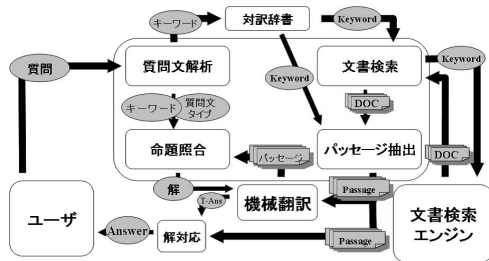 キーワード
対訳辞書
Keyword
質問
質問文解析
Keyword
文書検索
Keyword
キーワード
質問文
タイプ
DOC
命題照合
パッセージ
パッセージ抽出
DOC
解
機械翻訳
Passage
ユーザ
T-Ans
Answer
解対応
Passage
文書検索
エンジン